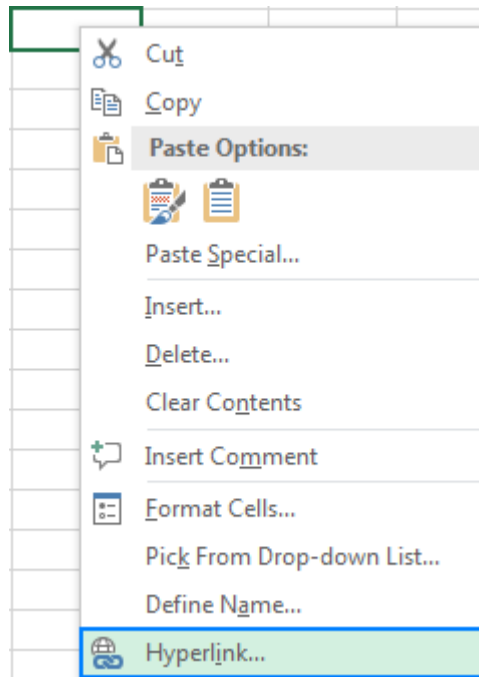 Cut
Copy
Paste Options:
Paste Special...
Insert...
Delete...
Clear Contents
Insert Comment
Format Cells...
Pick From Drop-down List...
Define Name...
Hyperlink...